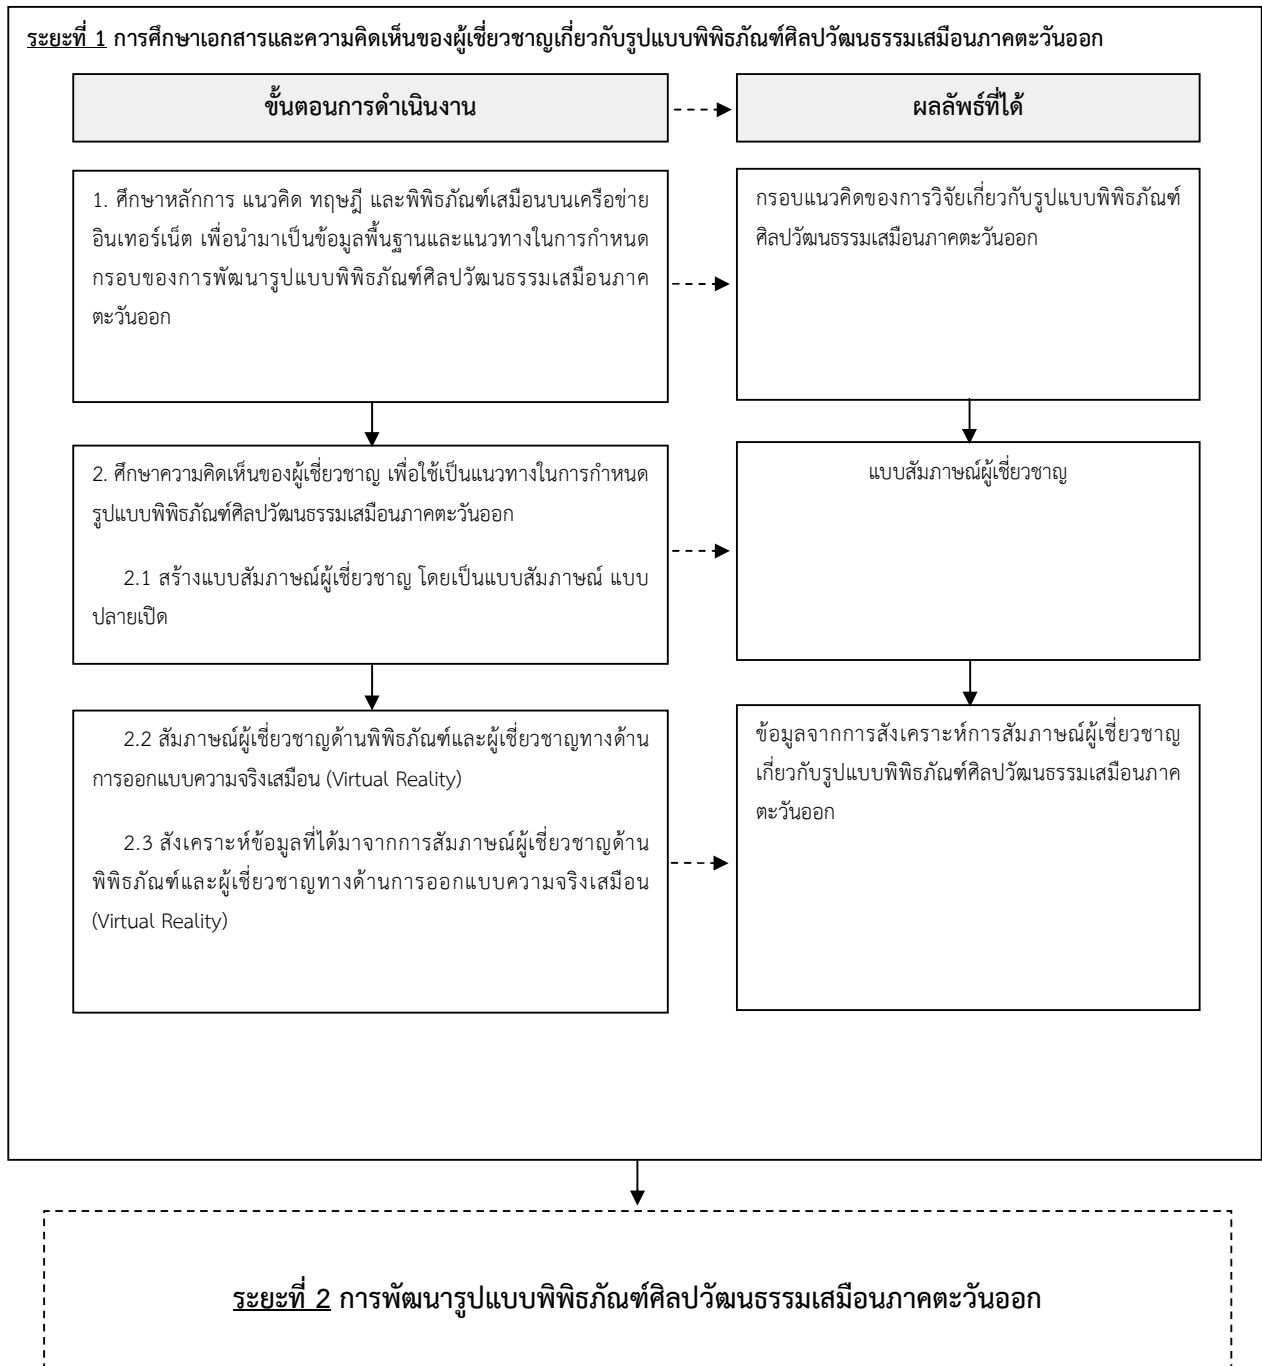 ระยะที่ 1 การศึกษาเอกสารและความคิดเห็นของผู้เชี่ยวชาญเกี่ยวกับรูปแบบพิพิธภัณฑ์ศิลปวัฒนธรรมเสมือนภาคตะวันออก
ขั้นตอนการดำเนินงาน
ผลลัพธ์ที่ได้
1. ศึกษาหลักการ แนวคิด ทฤษฎี และพิพิธภัณฑ์เสมือนบนเครือข่าย
อินเทอร์เน็ต เพื่อนำมาเป็นข้อมูลพื้นฐานและแนวทางในการกำหนด
กรอบของการพัฒนารูปแบบพิพิธภัณฑ์ศิลปวัฒนธรรมเสมือนภาค
ตะวันออก
กรอบแนวคิดของการวิจัยเกี่ยวกับรูปแบบพิพิธภัณฑ์
ศิลปวัฒนธรรมเสมือนภาคตะวันออก
2. ศึกษาความคิดเห็นของผู้เชี่ยวชาญ เพื่อใช้เป็นแนวทางในการกำหนด
รูปแบบพิพิธภัณฑ์ศิลปวัฒนธรรมเสมือนภาคตะวันออก
2.1 สร้างแบบสัมภาษณ์ผู้เชี่ยวชาญ โดยเป็นแบบสัมภาษณ์ แบบ
ปลายเปิด
แบบสัมภาษณ์ผู้เชี่ยวชาญ
2.2 สัมภาษณ์ผู้เชี่ยวชาญด้านพิพิธภัณฑ์และผู้เชี่ยวชาญทางด้าน
การออกแบบความจริงเสมือน (Virtual Reality)
2.3 สังเคราะห์ข้อมูลที่ได้มาจากการสัมภาษณ์ผู้เชี่ยวชาญด้าน
พิพิธภัณฑ์และผู้เชี่ยวชาญทางด้านการออกแบบความจริงเสมือน
(Virtual Reality)
ข้อมูลจากการสังเคราะห์การสัมภาษณ์ผู้เชี่ยวชาญ
เกี่ยวกับรูปแบบพิพิธภัณฑ์ศิลปวัฒนธรรมเสมือนภาค
ตะวันออก
ระยะที่ 2 การพัฒนารูปแบบพิพิธภัณฑ์ศิลปวัฒนธรรมเสมือนภาคตะวันออก